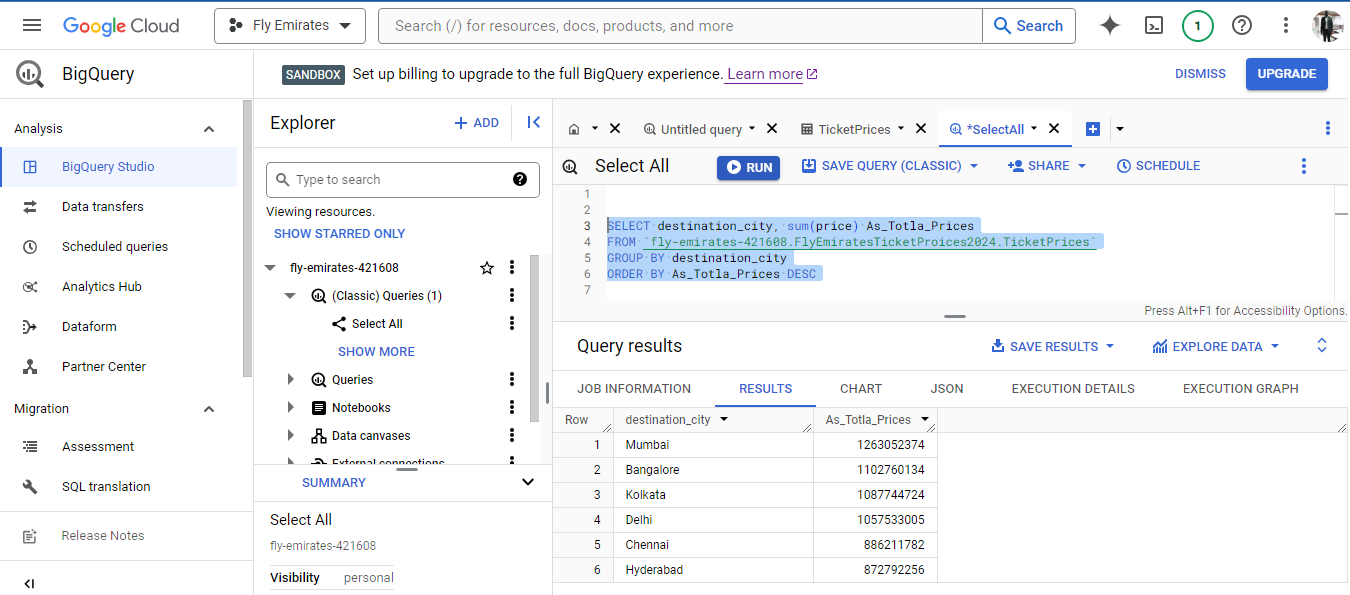 Google Cloud
Fly Emirates
Search (/) for resources, docs, products, and more
Search
1
BigQuery
SANDBOX Set up billing to upgrade to the full BigQuery experience. Learn more
DISMISS
UPGRADE
Analysis
BigQuery Studio
Data transfers
Scheduled queries
Analytics Hub
Dataform
Partner Center
Migration
Assessment
SQL translation
Release Notes
Explorer
+ ADD
Type to search
Viewing resources.
SHOW STARRED ONLY
fly-emirates-421608
(Classic) Queries (1)
Select All
SHOW MORE
Queries
Notebooks
Data canvases
External connections
SUMMARY
Select All
fly-emirates-421608
Visibility personal
Untitled query
TicketPrices
*SelectAll
Select All
RUN
SAVE QUERY (CLASSIC)
SHARE
SCHEDULE
1
2
3 SELECT destination_city, sum(price) As_Totla_Prices
4 FROM `fly-emirates-421608.FlyEmiratesTicketProices2024.TicketPrices`
5 GROUP BY destination_city
6 ORDER BY As_Totla_Prices DESC
7
Press Alt+F1 for Accessibility Options.
Query results
SAVE RESULTS
EXPLORE DATA
JOB INFORMATION RESULTS CHART JSON EXECUTION DETAILS EXECUTION GRAPH
Row destination_city As_Totla_Prices
1 Mumbai 1263052374
2 Bangalore 1102760134
3 Kolkata 1087744724
4 Delhi 1057533005
5 Chennai 886211782
6 Hyderabad 872792256